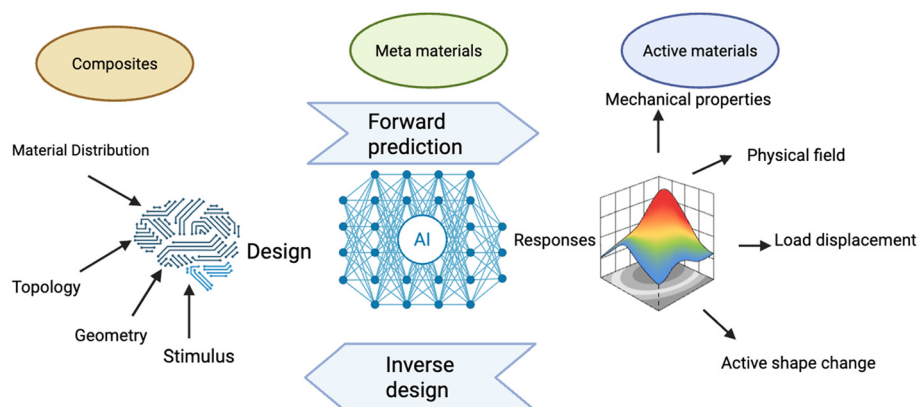 Composites
Meta materials
Active materials
Mechanical properties
Forward
prediction
Material Distribution
Physical field
Design
AI
Responses
Load displacement
Topology
Geometry
Stimulus
Inverse
design
Active shape change